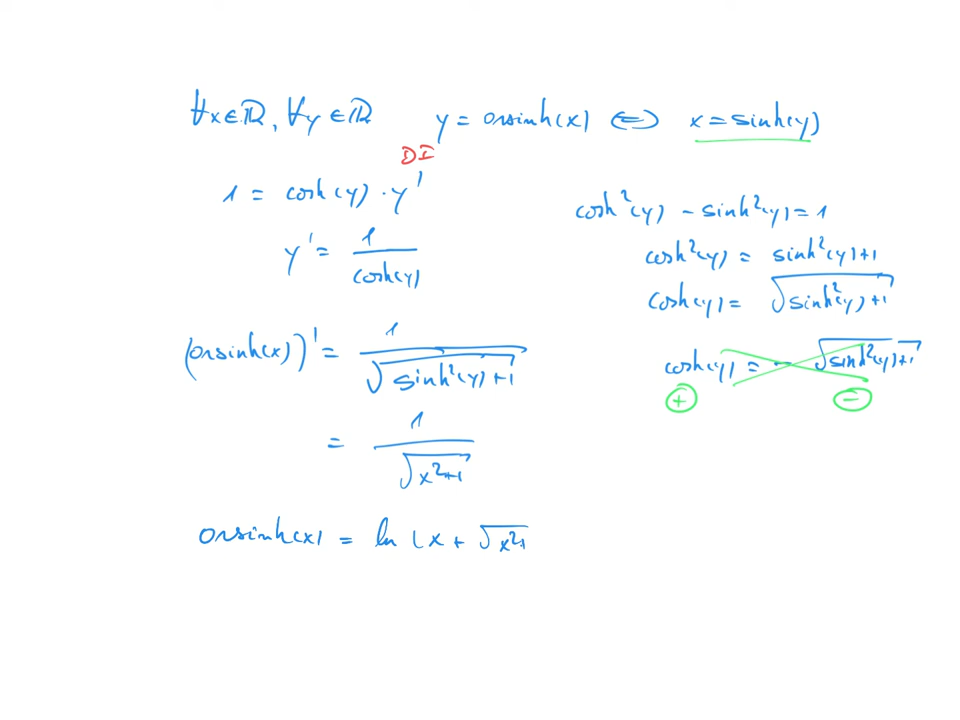 ∀x∈ℝ, ∀y∈ℝ y = arsinh(x) ⇔ x = sinh(y)
DI
1 = cosh(y) · y'
y' = 1/cosh(y)
(arsinh(x))' = 1/√(sinh²(y)+1)
= 1/√(x²+1)
arsinh(x) = ln (x + √x²+
cosh²(y) - sinh²(y) = 1
cosh²(y) = sinh²(y)+1
cosh(y) = √(sinh²(y)+1)
cosh(y) = - √(sinh²(y)+1)
+ -